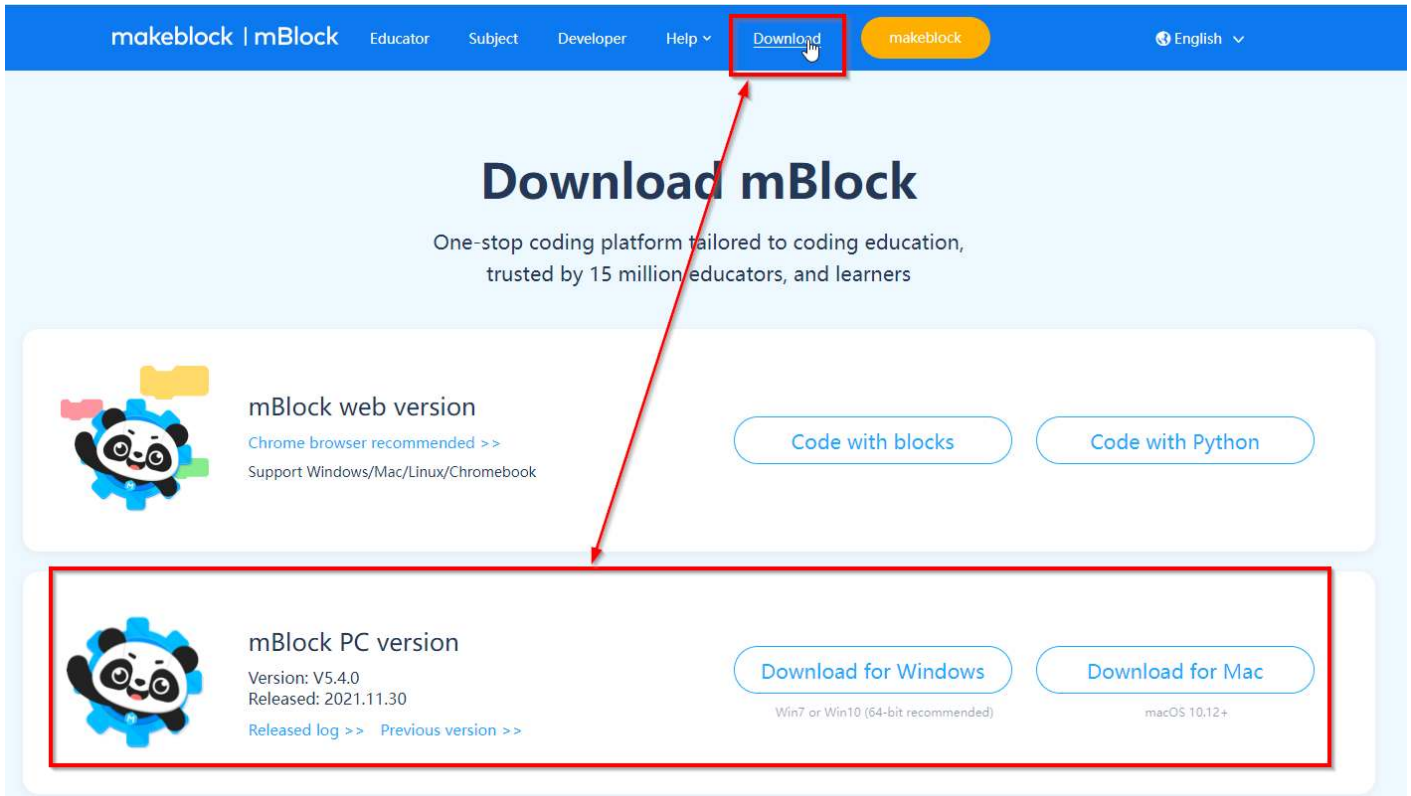 makeblock | mBlock Educator Subject Developer Help Download makeblock English
Download mBlock
One-stop coding platform tailored to coding education,
trusted by 15 million educators, and learners
mBlock web version
Chrome browser recommended >>
Support Windows/Mac/Linux/Chromebook
Code with blocks Code with Python
mBlock PC version
Version: V5.4.0
Released: 2021.11.30
Released log >> Previous version >>
Download for Windows Download for Mac
Win7 or Win10 (64-bit recommended) macOS 10.12+